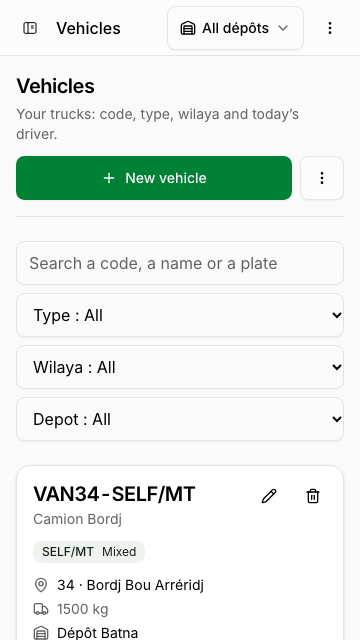 Vehicles
All dépôts
Vehicles
Your trucks: code, type, wilaya and today’s
driver.
New vehicle
Search a code, a name or a plate
Type : All
Wilaya : All
Depot : All
VAN34-SELF/MT
Camion Bordj
SELF/MT Mixed
34 · Bordj Bou Arréridj
1500 kg
Dépôt Batna